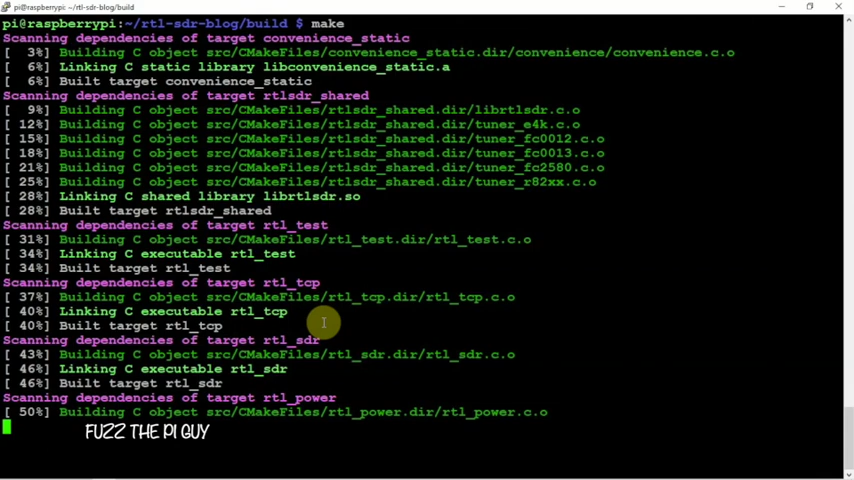 pi@raspberrypi: ~/rtl-sdr-blog/build
pi@raspberrypi:~/rtl-sdr-blog/build $ make
Scanning dependencies of target convenience_static
[  3%] Building C object src/CMakeFiles/convenience_static.dir/convenience/convenience.c.o
[  6%] Linking C static library libconvenience_static.a
[  6%] Built target convenience_static
Scanning dependencies of target rtlsdr_shared
[  9%] Building C object src/CMakeFiles/rtlsdr_shared.dir/librtlsdr.c.o
[ 12%] Building C object src/CMakeFiles/rtlsdr_shared.dir/tuner_e4k.c.o
[ 15%] Building C object src/CMakeFiles/rtlsdr_shared.dir/tuner_fc0012.c.o
[ 18%] Building C object src/CMakeFiles/rtlsdr_shared.dir/tuner_fc0013.c.o
[ 21%] Building C object src/CMakeFiles/rtlsdr_shared.dir/tuner_fc2580.c.o
[ 25%] Building C object src/CMakeFiles/rtlsdr_shared.dir/tuner_r82xx.c.o
[ 28%] Linking C shared library librtlsdr.so
[ 28%] Built target rtlsdr_shared
Scanning dependencies of target rtl_test
[ 31%] Building C object src/CMakeFiles/rtl_test.dir/rtl_test.c.o
[ 34%] Linking C executable rtl_test
[ 34%] Built target rtl_test
Scanning dependencies of target rtl_tcp
[ 37%] Building C object src/CMakeFiles/rtl_tcp.dir/rtl_tcp.c.o
[ 40%] Linking C executable rtl_tcp
[ 40%] Built target rtl_tcp
Scanning dependencies of target rtl_sdr
[ 43%] Building C object src/CMakeFiles/rtl_sdr.dir/rtl_sdr.c.o
[ 46%] Linking C executable rtl_sdr
[ 46%] Built target rtl_sdr
Scanning dependencies of target rtl_power
[ 50%] Building C object src/CMakeFiles/rtl_power.dir/rtl_power.c.o
FUZZ THE PI GUY